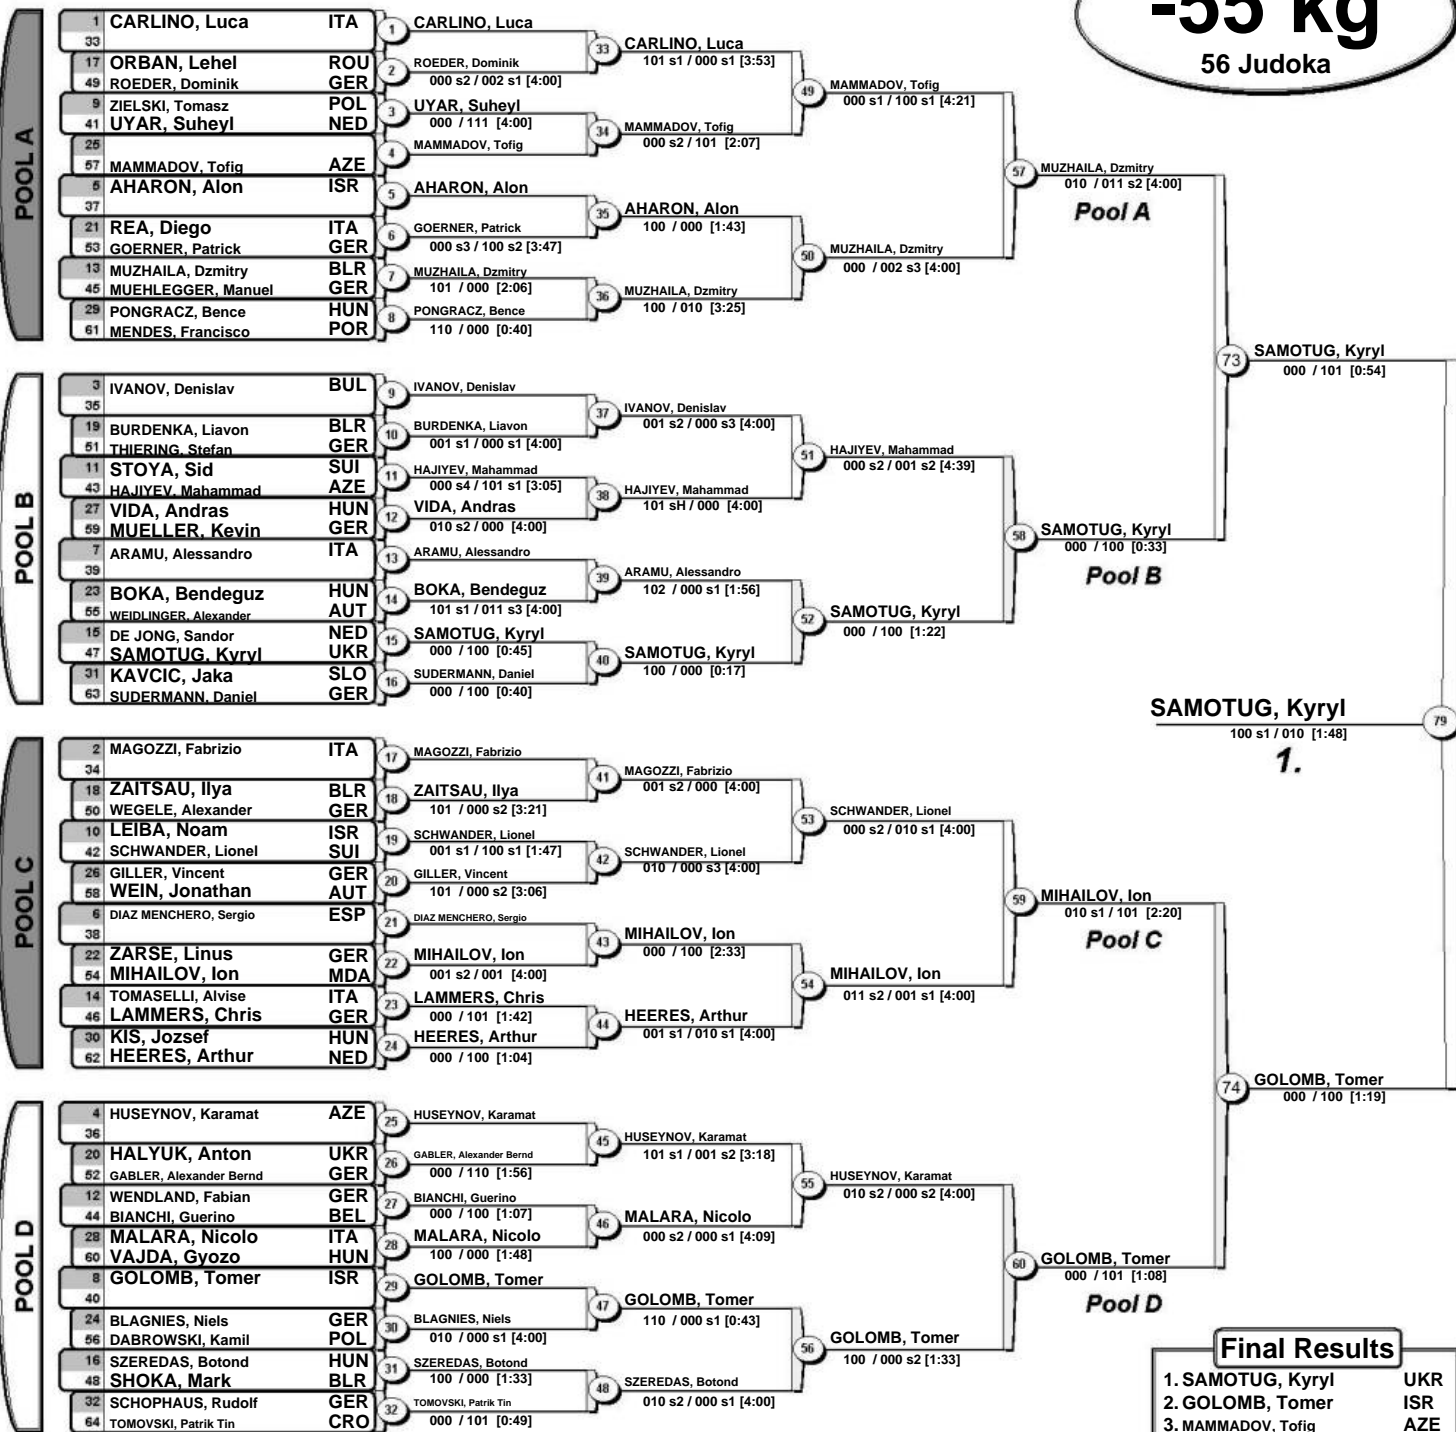 -55 kg
56 Judoka
POOL A
1 CARLINO, Luca ITA
33
17 ORBAN, Lehel ROU
49 ROEDER, Dominik GER
9 ZIELSKI, Tomasz POL
41 UYAR, Suheyl NED
25
57 MAMMADOV, Tofig AZE
5 AHARON, Alon ISR
37
21 REA, Diego ITA
53 GOERNER, Patrick GER
13 MUZHAILA, Dzmitry BLR
45 MUEHLEGGER, Manuel GER
29 PONGRACZ, Bence HUN
61 MENDES, Francisco POR
1 CARLINO, Luca
2 ROEDER, Dominik
000 s2 / 002 s1 [4:00]
3 UYAR, Suheyl
000 / 111 [4:00]
4 MAMMADOV, Tofig
5 AHARON, Alon
6 GOERNER, Patrick
000 s3 / 100 s2 [3:47]
7 MUZHAILA, Dzmitry
101 / 000 [2:06]
8 PONGRACZ, Bence
110 / 000 [0:40]
33 CARLINO, Luca
101 s1 / 000 s1 [3:53]
34 MAMMADOV, Tofig
000 s2 / 101 [2:07]
35 AHARON, Alon
100 / 000 [1:43]
36 MUZHAILA, Dzmitry
100 / 010 [3:25]
49 MAMMADOV, Tofig
000 s1 / 100 s1 [4:21]
50 MUZHAILA, Dzmitry
000 / 002 s3 [4:00]
57 MUZHAILA, Dzmitry
010 / 011 s2 [4:00]
Pool A
POOL B
3 IVANOV, Denislav BUL
35
19 BURDENKA, Liavon BLR
51 THIERING, Stefan GER
11 STOYA, Sid SUI
43 HAJIYEV, Mahammad AZE
27 VIDA, Andras HUN
59 MUELLER, Kevin GER
7 ARAMU, Alessandro ITA
39
23 BOKA, Bendeguz HUN
55 WEIDLINGER, Alexander AUT
15 DE JONG, Sandor NED
47 SAMOTUG, Kyryl UKR
31 KAVCIC, Jaka SLO
63 SUDERMANN, Daniel GER
9 IVANOV, Denislav
10 BURDENKA, Liavon
001 s1 / 000 s1 [4:00]
11 HAJIYEV, Mahammad
000 s4 / 101 s1 [3:05]
12 VIDA, Andras
010 s2 / 000 [4:00]
13 ARAMU, Alessandro
14 BOKA, Bendeguz
101 s1 / 011 s3 [4:00]
15 SAMOTUG, Kyryl
000 / 100 [0:45]
16 SUDERMANN, Daniel
000 / 100 [0:40]
37 IVANOV, Denislav
001 s2 / 000 s3 [4:00]
38 HAJIYEV, Mahammad
101 sH / 000 [4:00]
39 ARAMU, Alessandro
102 / 000 s1 [1:56]
40 SAMOTUG, Kyryl
100 / 000 [0:17]
51 HAJIYEV, Mahammad
000 s2 / 001 s2 [4:39]
52 SAMOTUG, Kyryl
000 / 100 [1:22]
58 SAMOTUG, Kyryl
000 / 100 [0:33]
Pool B
73 SAMOTUG, Kyryl
000 / 101 [0:54]
SAMOTUG, Kyryl 79
100 s1 / 010 [1:48]
1.
POOL C
2 MAGOZZI, Fabrizio ITA
34
18 ZAITSAU, Ilya BLR
50 WEGELE, Alexander GER
10 LEIBA, Noam ISR
42 SCHWANDER, Lionel SUI
26 GILLER, Vincent GER
58 WEIN, Jonathan AUT
6 DIAZ MENCHERO, Sergio ESP
38
22 ZARSE, Linus GER
54 MIHAILOV, Ion MDA
14 TOMASELLI, Alvise ITA
46 LAMMERS, Chris GER
30 KIS, Jozsef HUN
62 HEERES, Arthur NED
17 MAGOZZI, Fabrizio
18 ZAITSAU, Ilya
101 / 000 s2 [3:21]
19 SCHWANDER, Lionel
001 s1 / 100 s1 [1:47]
20 GILLER, Vincent
101 / 000 s2 [3:06]
21 DIAZ MENCHERO, Sergio
22 MIHAILOV, Ion
001 s2 / 001 [4:00]
23 LAMMERS, Chris
000 / 101 [1:42]
24 HEERES, Arthur
000 / 100 [1:04]
41 MAGOZZI, Fabrizio
001 s2 / 000 [4:00]
42 SCHWANDER, Lionel
010 / 000 s3 [4:00]
43 MIHAILOV, Ion
000 / 100 [2:33]
44 HEERES, Arthur
001 s1 / 010 s1 [4:00]
53 SCHWANDER, Lionel
000 s2 / 010 s1 [4:00]
54 MIHAILOV, Ion
011 s2 / 001 s1 [4:00]
59 MIHAILOV, Ion
010 s1 / 101 [2:20]
Pool C
POOL D
4 HUSEYNOV, Karamat AZE
36
20 HALYUK, Anton UKR
52 GABLER, Alexander Bernd GER
12 WENDLAND, Fabian GER
44 BIANCHI, Guerino BEL
28 MALARA, Nicolo ITA
60 VAJDA, Gyozo HUN
8 GOLOMB, Tomer ISR
40
24 BLAGNIES, Niels GER
56 DABROWSKI, Kamil POL
16 SZEREDAS, Botond HUN
48 SHOKA, Mark BLR
32 SCHOPHAUS, Rudolf GER
64 TOMOVSKI, Patrik Tin CRO
25 HUSEYNOV, Karamat
26 GABLER, Alexander Bernd
000 / 110 [1:56]
27 BIANCHI, Guerino
000 / 100 [1:07]
28 MALARA, Nicolo
100 / 000 [1:48]
29 GOLOMB, Tomer
30 BLAGNIES, Niels
010 / 000 s1 [4:00]
31 SZEREDAS, Botond
100 / 000 [1:33]
32 TOMOVSKI, Patrik Tin
000 / 101 [0:49]
45 HUSEYNOV, Karamat
101 s1 / 001 s2 [3:18]
46 MALARA, Nicolo
000 s2 / 000 s1 [4:09]
47 GOLOMB, Tomer
110 / 000 s1 [0:43]
48 SZEREDAS, Botond
010 s2 / 000 s1 [4:00]
55 HUSEYNOV, Karamat
010 s2 / 000 s2 [4:00]
56 GOLOMB, Tomer
100 / 000 s2 [1:33]
60 GOLOMB, Tomer
000 / 101 [1:08]
Pool D
74 GOLOMB, Tomer
000 / 100 [1:19]
Final Results
1. SAMOTUG, Kyryl UKR
2. GOLOMB, Tomer ISR
3. MAMMADOV, Tofig AZE